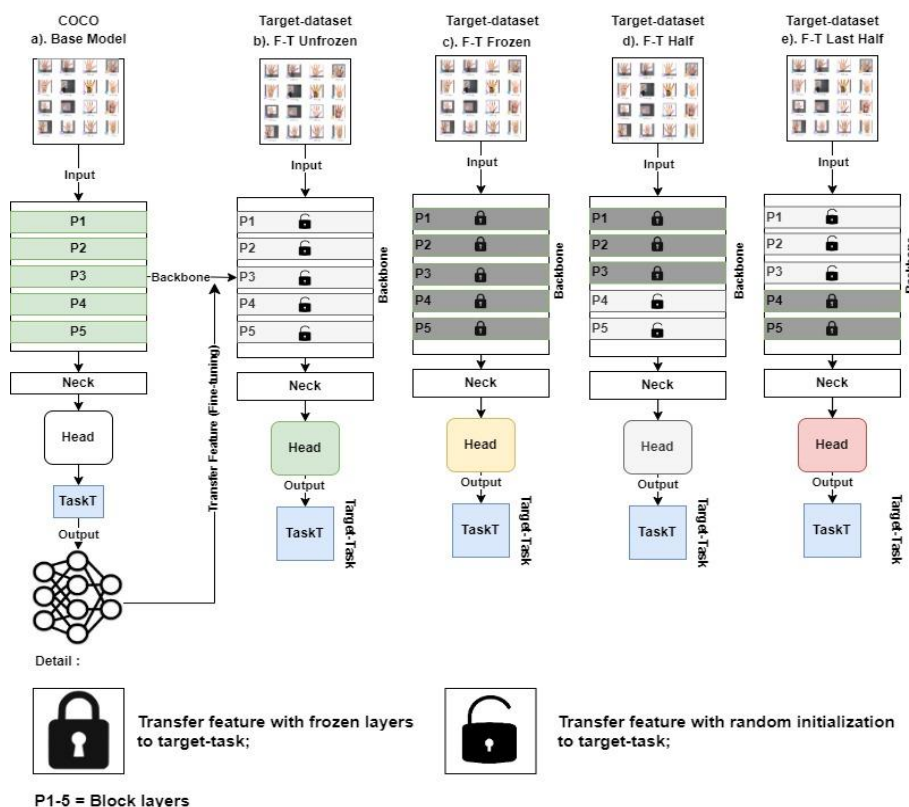 COCO
a). Base Model
Target-dataset
b). F-T Unfrozen
Target-dataset
c). F-T Frozen
Target-dataset
d). F-T Half
Target-dataset
e). F-T Last Half
Input
Input
Input
Input
Input
P1
P2
P3
P4
P5
Backbone
P1
P2
P3
P4
P5
Backbone
P1
P2
P3
P4
P5
Backbone
P1
P2
P3
P4
P5
Backbone
P1
P2
P3
P4
P5
Backbone
Neck
Neck
Neck
Neck
Neck
Transfer Feature (Fine-tuning)
Head
Head
Head
Head
Head
Output
Output
Output
Output
TaskT
TaskT
Target-Task
TaskT
Target-Task
TaskT
Target-Task
TaskT
Target-Task
Output
Detail :
Transfer feature with frozen layers
to target-task;
Transfer feature with random initialization
to target-task;
P1-5 = Block layers